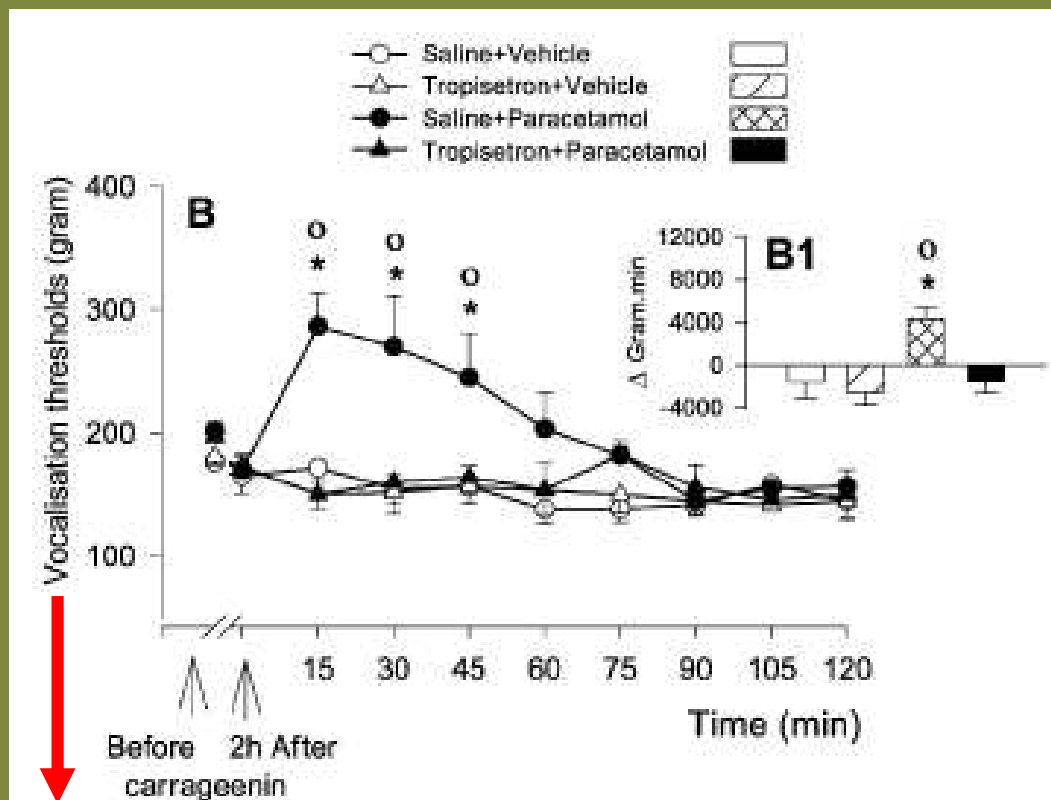 Saline+Vehicle
Tropisetron+Vehicle
Saline+Paracetamol
Tropisetron+Paracetamol
Vocalisation thresholds (gram)
400
300
200
100
B
o
*
o
*
o
*
B1
o
*
Δ Gram.min
12000
8000
4000
0
-4000
15 30 45 60 75 90 105 120
Time (min)
Before 2h After
carrageenin